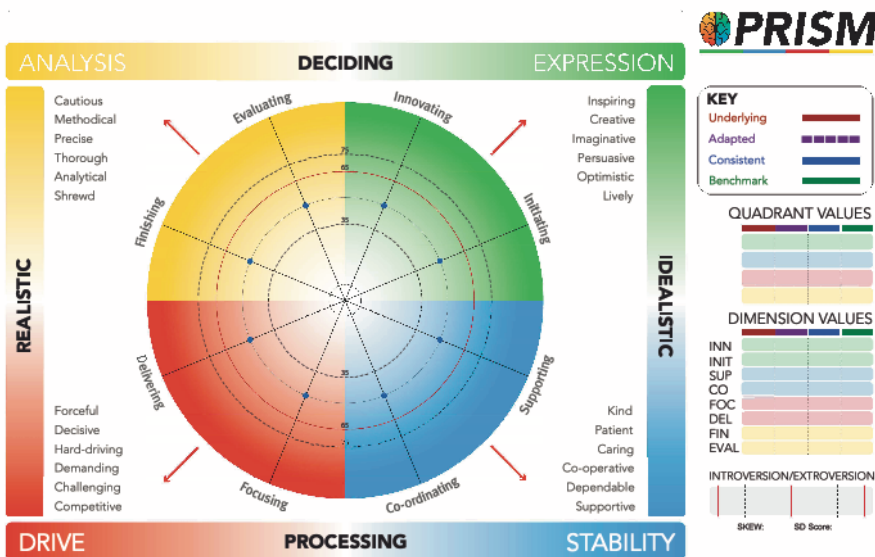 PRISM
ANALYSIS
DECIDING
EXPRESSION
Cautious
Methodical
Precise
Thorough
Analytical
Shrewd
Evaluating
Innovating
Inspiring
Creative
Imaginative
Persuasive
Optimistic
Lively
Finishing
Initiating
75
65
35
REALISTIC
IDEALISTIC
Delivering
Supporting
35
65
75
Focusing
Co-ordinating
Forceful
Decisive
Hard-driving
Demanding
Challenging
Competitive
Kind
Patient
Caring
Co-operative
Dependable
Supportive
DRIVE
PROCESSING
STABILITY
KEY
Underlying
Adapted
Consistent
Benchmark
QUADRANT VALUES
DIMENSION VALUES
INN
INIT
SUP
CO
FOC
DEL
FIN
EVAL
INTROVERSION/EXTROVERSION
SKEW: SD Score: